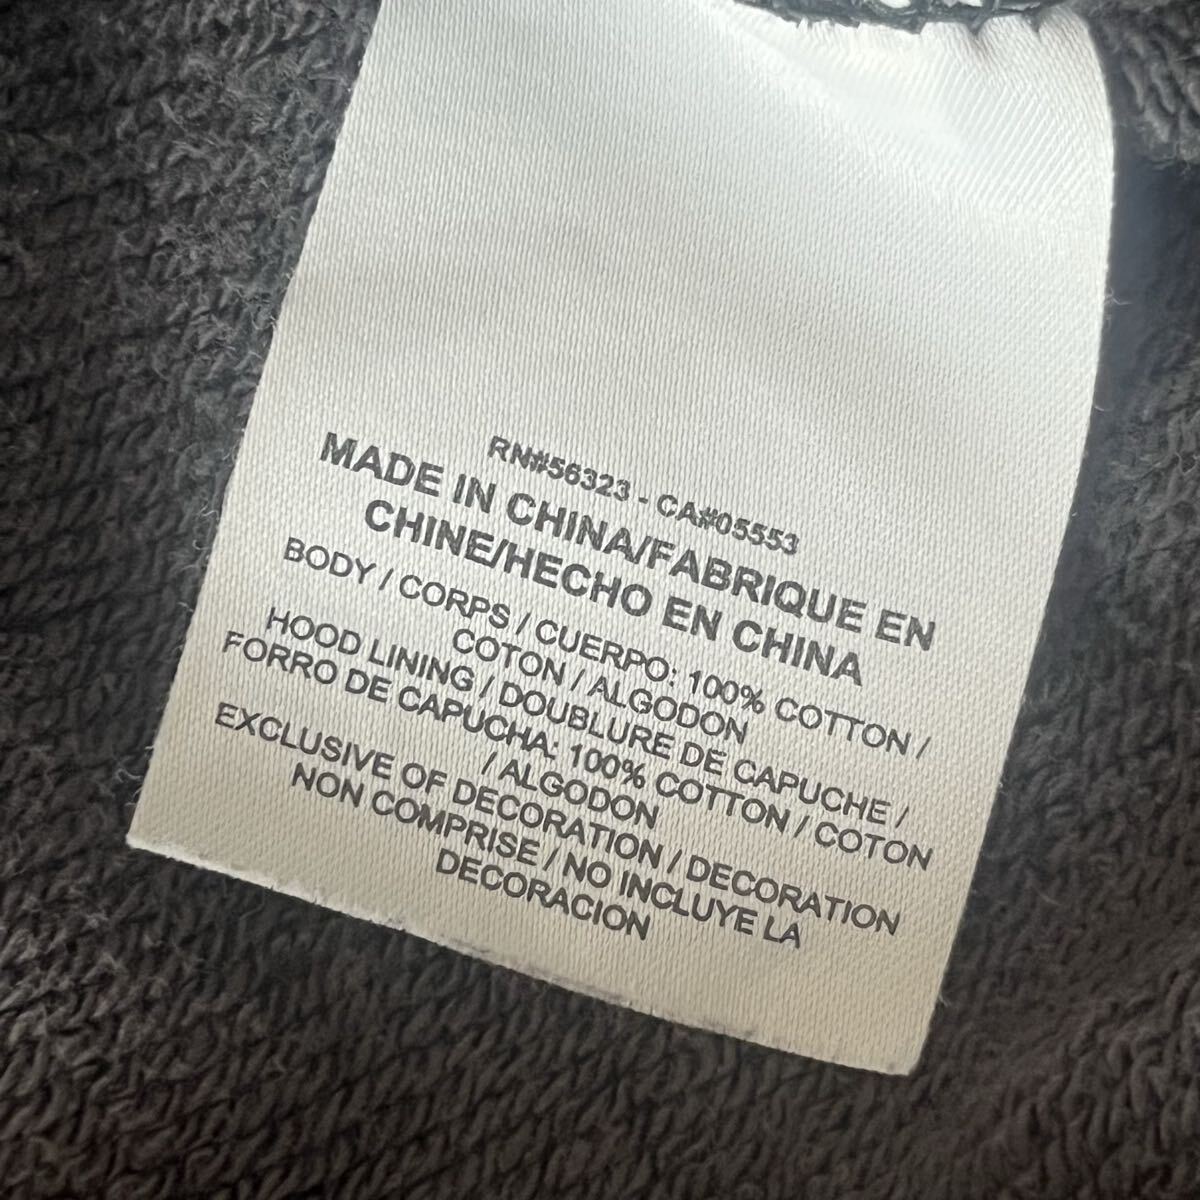 RN#56323 - CA#05553
MADE IN CHINA/FABRIQUE EN
CHINE/HECHO EN CHINA
BODY / CORPS / CUERPO: 100% COTTON /
COTON / ALGODON
HOOD LINING / DOUBLURE DE CAPUCHE /
FORRO DE CAPUCHA: 100% COTTON / COTON
/ ALGODON
EXCLUSIVE OF DECORATION / DECORATION
NON COMPRISE / NO INCLUYE LA
DECORACION